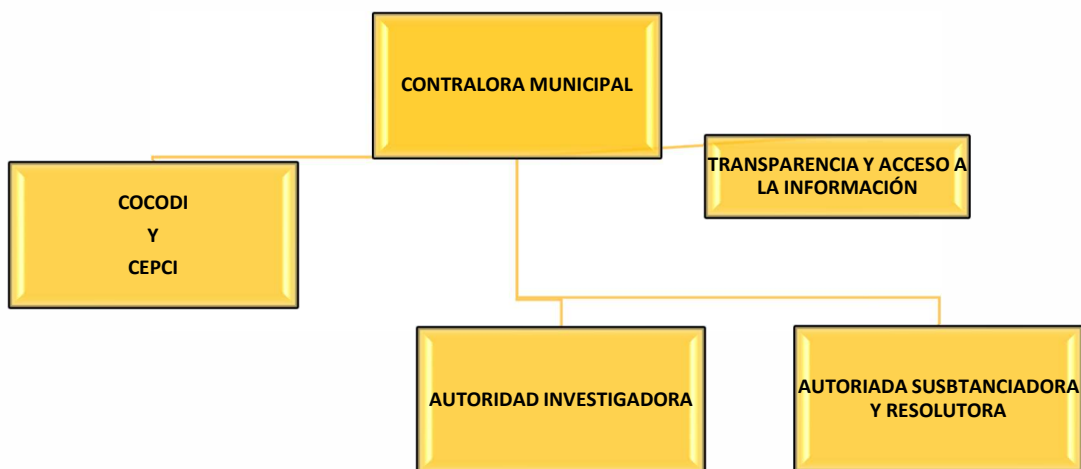 CONTRALORA MUNICIPAL
TRANSPARENCIA Y ACCESO A
LA INFORMACIÓN
COCODI
Y
CEPCI
AUTORIDAD INVESTIGADORA
AUTORIADA SUSBTANCIADORA
Y RESOLUTORA